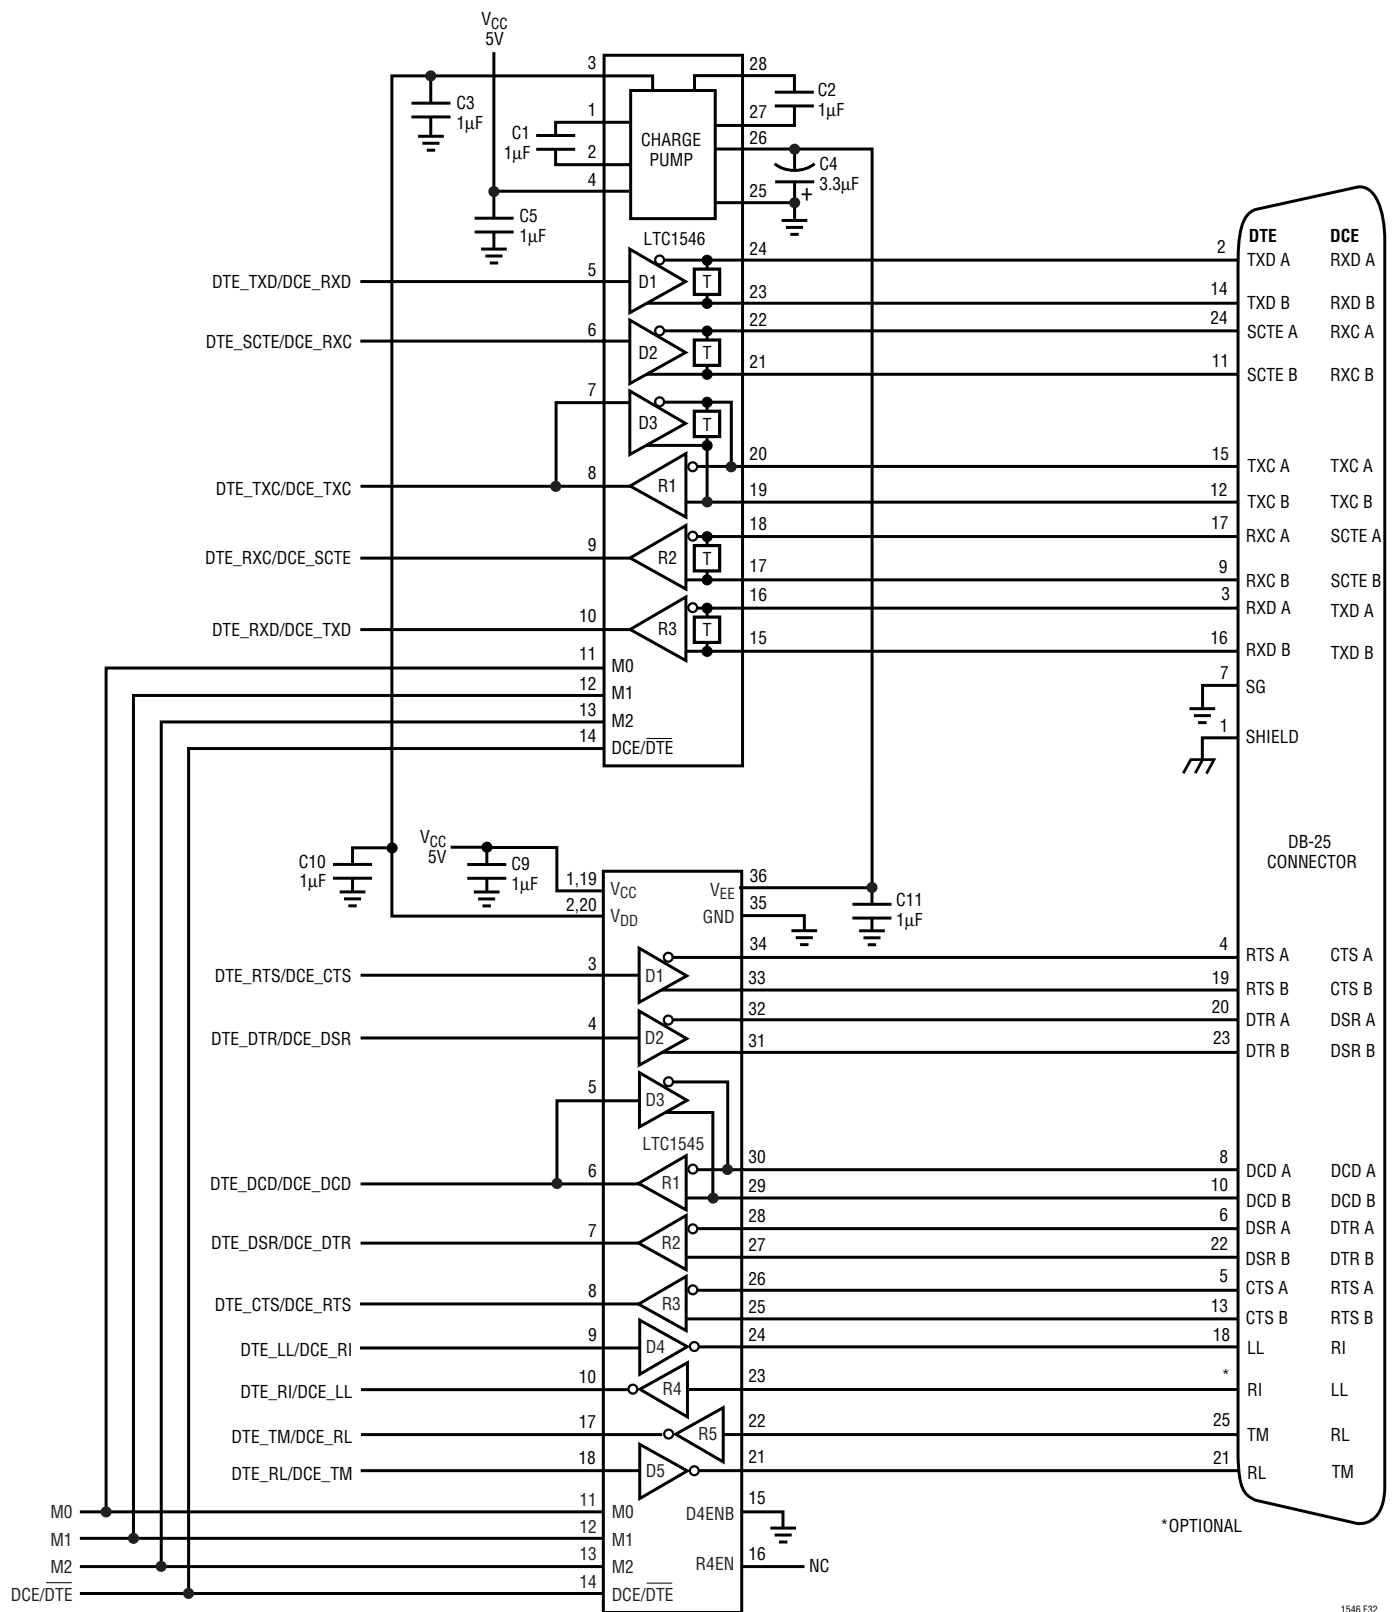 VCC
5V
3
28
C3
1µF
C2
1µF
1
27
C1
1µF
CHARGE
PUMP
26
2
C4
3.3µF
4
25
+
C5
1µF
LTC1546
DTE DCE
24
2
TXD A RXD A
DTE_TXD/DCE_RXD
5
D1
T
23
14
TXD B RXD B
22
24
DTE_SCTE/DCE_RXC
6
SCTE A RXC A
D2
T
21
11
SCTE B RXC B
7
D3
T
20
15
TXC A TXC A
DTE_TXC/DCE_TXC
8
R1
19
12
TXC B TXC B
18
17
RXC A SCTE A
DTE_RXC/DCE_SCTE
9
R2
T
17
9
RXC B SCTE B
16
3
RXD A TXD A
DTE_RXD/DCE_TXD
10
R3
T
15
16
RXD B TXD B
11
M0
7
SG
12
M1
13
M2
1
SHIELD
14
DCE/DTE
VCC
5V
C10
1µF
C9
1µF
DB-25
CONNECTOR
1,19
VCC
VEE
36
2,20
VDD
GND
35
C11
1µF
34
4
RTS A CTS A
DTE_RTS/DCE_CTS
3
D1
33
19
RTS B CTS B
32
20
DTR A DSR A
DTE_DTR/DCE_DSR
4
D2
31
23
DTR B DSR B
5
D3
LTC1545
30
8
DCD A DCD A
DTE_DCD/DCE_DCD
6
R1
29
10
DCD B DCD B
28
6
DSR A DTR A
DTE_DSR/DCE_DTR
7
R2
27
22
DSR B DTR B
26
5
CTS A RTS A
DTE_CTS/DCE_RTS
8
R3
25
13
CTS B RTS B
DTE_LL/DCE_RI
9
D4
24
18
LL RI
DTE_RI/DCE_LL
10
R4
23
*
RI LL
DTE_TM/DCE_RL
17
R5
22
25
TM RL
DTE_RL/DCE_TM
18
D5
21
21
RL TM
M0
11
M0
D4ENB
15
*OPTIONAL
M1
12
M1
M2
13
M2
R4EN
16
NC
DCE/DTE
14
DCE/DTE
1546 F32